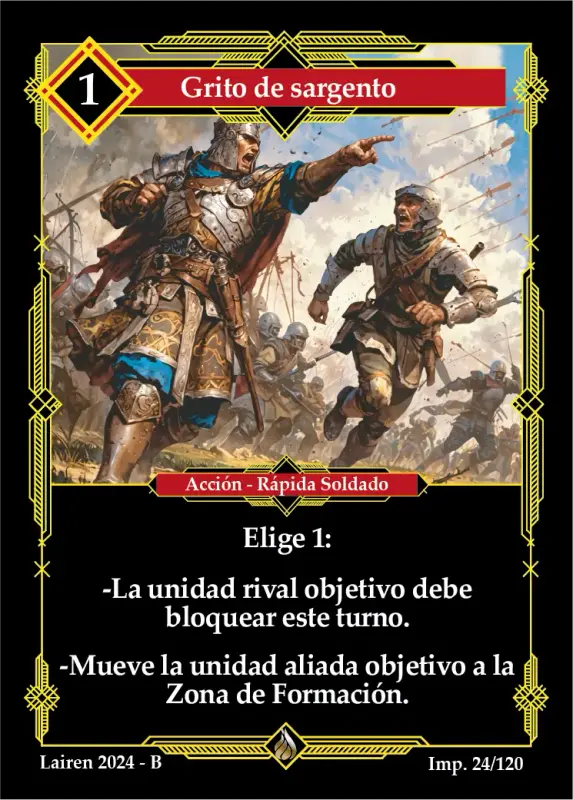 1
Grito de sargento
Acción - Rápida Soldado
Elige 1:
-La unidad rival objetivo debe
bloquear este turno.
-Mueve la unidad aliada objetivo a la
Zona de Formación.
Lairen 2024 - B
Imp. 24/120